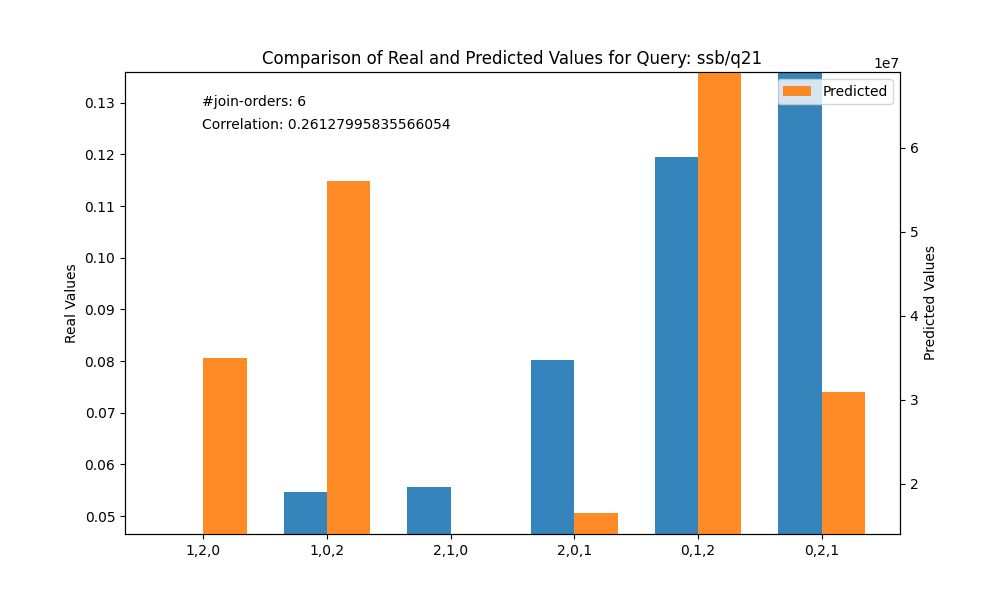 Comparison of Real and Predicted Values for Query: ssb/q21
1e7
Predicted
#join-orders: 6
Correlation: 0.26127995835566054
0.13
0.12
0.11
0.10
0.09
0.08
0.07
0.06
0.05
Real Values
6
5
4
3
2
Predicted Values
1,2,0
1,0,2
2,1,0
2,0,1
0,1,2
0,2,1